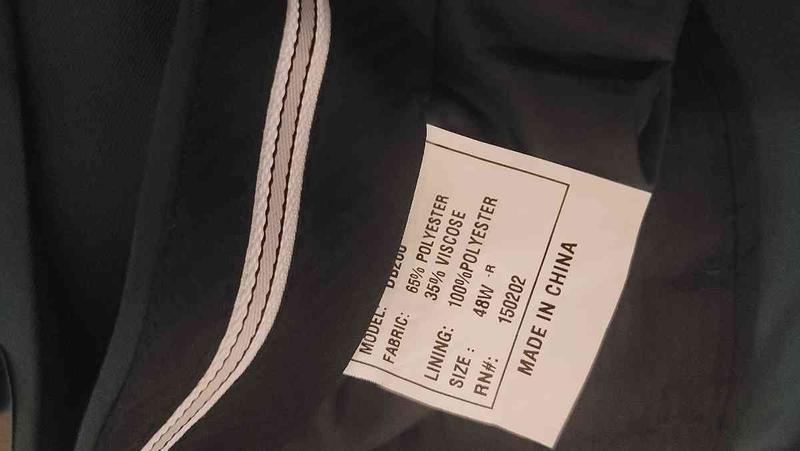 MODEL:
FABRIC: 65% POLYESTER
35% VISCOSE
LINING: 100%POLYESTER
SIZE : 48W R
RN#: 150202
MADE IN CHINA